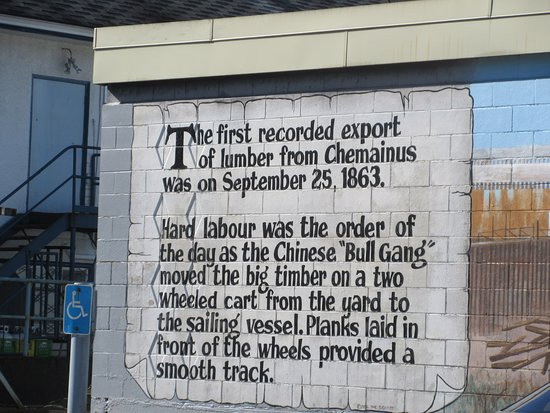 The first recorded export
of lumber from Chemainus
was on September 25, 1863.
Hard labour was the order of
the day as the Chinese "Bull Gang"
moved the big timber on a two
wheeled cart from the yard to
the sailing vessel. Planks laid in
front of the wheels provided a
smooth track.